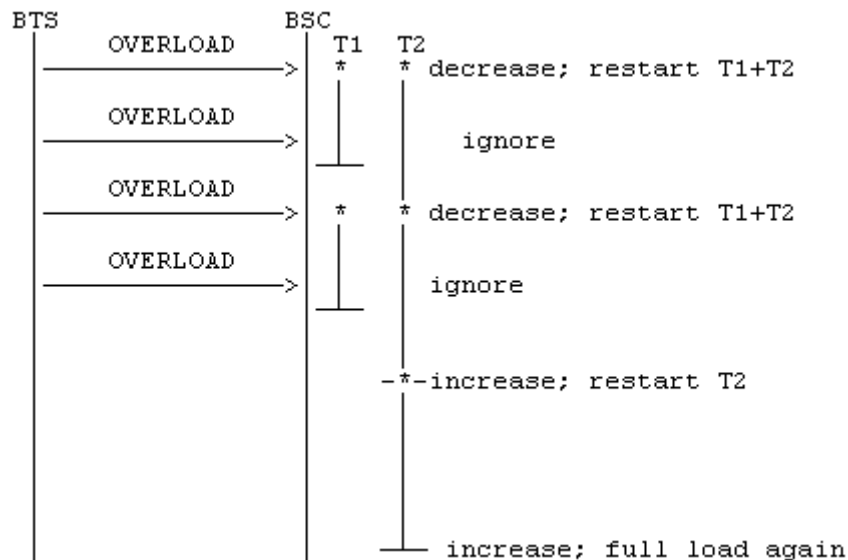 BTS BSC
OVERLOAD T1 T2
* * decrease; restart T1+T2
OVERLOAD
ignore
OVERLOAD
* * decrease; restart T1+T2
OVERLOAD
ignore
-*-increase; restart T2
increase; full load again